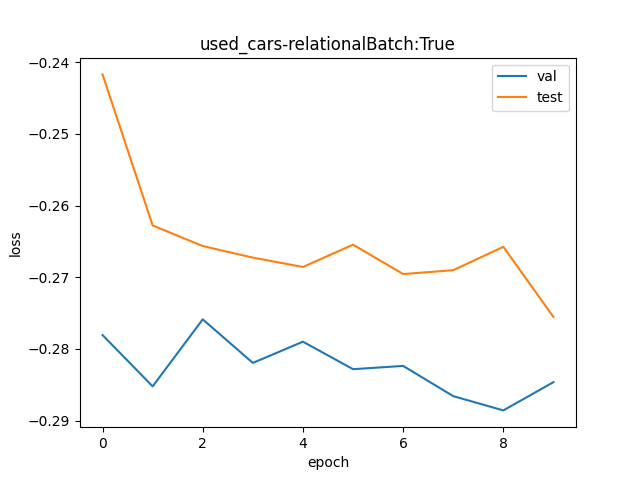 used_cars-relationalBatch:True
val
test
loss
−0.24
−0.25
−0.26
−0.27
−0.28
−0.29
0 2 4 6 8
epoch